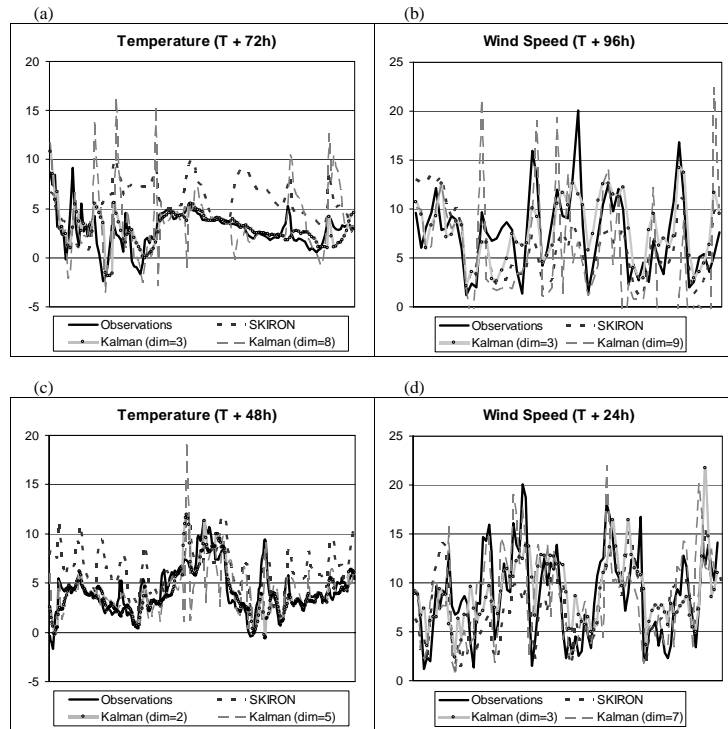 (a)
Temperature (T + 72h)
20
15
10
5
0
-5
Observations
SKIRON
Kalman (dim=3)
Kalman (dim=8)
(b)
Wind Speed (T + 96h)
25
20
15
10
5
0
Observations
SKIRON
Kalman (dim=3)
Kalman (dim=9)
(c)
Temperature (T + 48h)
20
15
10
5
0
-5
Observations
SKIRON
Kalman (dim=2)
Kalman (dim=5)
(d)
Wind Speed (T + 24h)
25
20
15
10
5
0
Observations
SKIRON
Kalman (dim=3)
Kalman (dim=7)